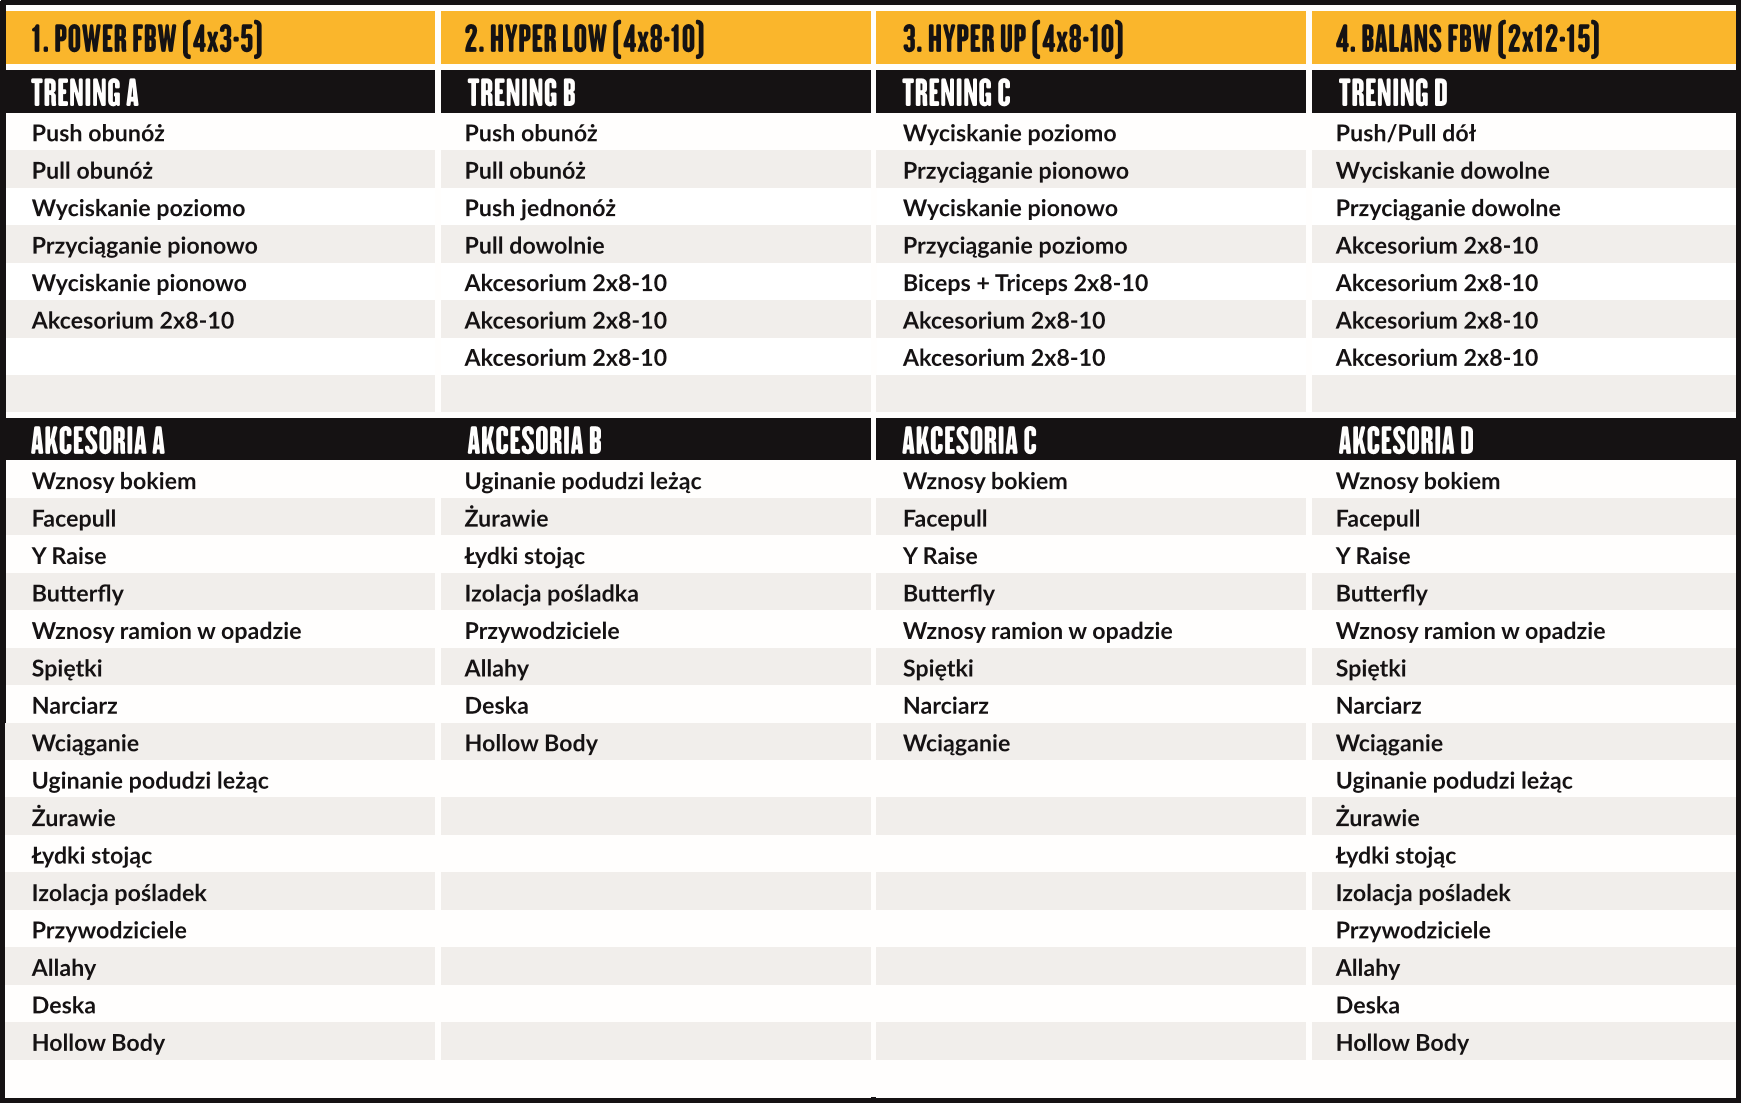 1. POWER FBW (4x3-5)
2. HYPER LOW (4x8-10)
3. HYPER UP (4x8-10)
4. BALANS FBW (2x12-15)
TRENING A
TRENING B
TRENING C
TRENING D
Push obunóż
Push obunóż
Wyciskanie poziomo
Push/Pull dół
Pull obunóż
Pull obunóż
Przyciąganie pionowo
Wyciskanie dowolne
Wyciskanie poziomo
Push jednonóż
Wyciskanie pionowo
Przyciąganie dowolne
Przyciąganie pionowo
Pull dowolnie
Przyciąganie poziomo
Akcesorium 2x8-10
Wyciskanie pionowo
Akcesorium 2x8-10
Biceps + Triceps 2x8-10
Akcesorium 2x8-10
Akcesorium 2x8-10
Akcesorium 2x8-10
Akcesorium 2x8-10
Akcesorium 2x8-10
Akcesorium 2x8-10
Akcesorium 2x8-10
Akcesorium 2x8-10
AKCESORIA A
AKCESORIA B
AKCESORIA C
AKCESORIA D
Wznosy bokiem
Uginanie podudzi leżąc
Wznosy bokiem
Wznosy bokiem
Facepull
Żurawie
Facepull
Facepull
Y Raise
Łydki stojąc
Y Raise
Y Raise
Butterfly
Izolacja pośladka
Butterfly
Butterfly
Wznosy ramion w opadzie
Przywodziciele
Wznosy ramion w opadzie
Wznosy ramion w opadzie
Spiętki
Allahy
Spiętki
Spiętki
Narciarz
Deska
Narciarz
Narciarz
Wciąganie
Hollow Body
Wciąganie
Wciąganie
Uginanie podudzi leżąc
Uginanie podudzi leżąc
Żurawie
Żurawie
Łydki stojąc
Łydki stojąc
Izolacja pośladek
Izolacja pośladek
Przywodziciele
Przywodziciele
Allahy
Allahy
Deska
Deska
Hollow Body
Hollow Body